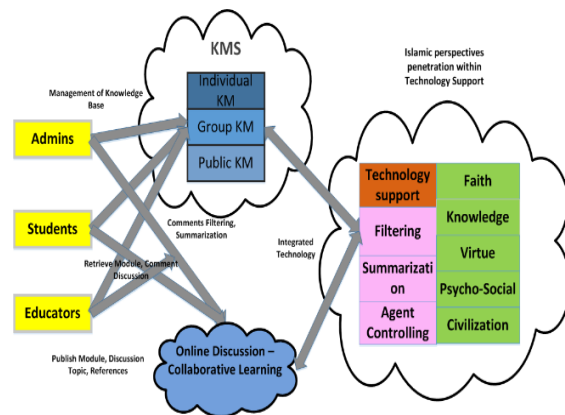 KMS
Islamic perspectives
penetration within
Technology Support
Individual
KM
Group KM
Public KM
Management of Knowledge
Base
Admins
Students
Educators
Comments Filtering,
Summarization
Retrieve Module, Comment
Discussion
Integrated
Technology
Publish Module, Discussion
Topic, References
Online Discussion –
Collaborative Learning
Technology
support
Filtering
Summarizati
on
Agent
Controlling
Faith
Knowledge
Virtue
Psycho-Social
Civilization